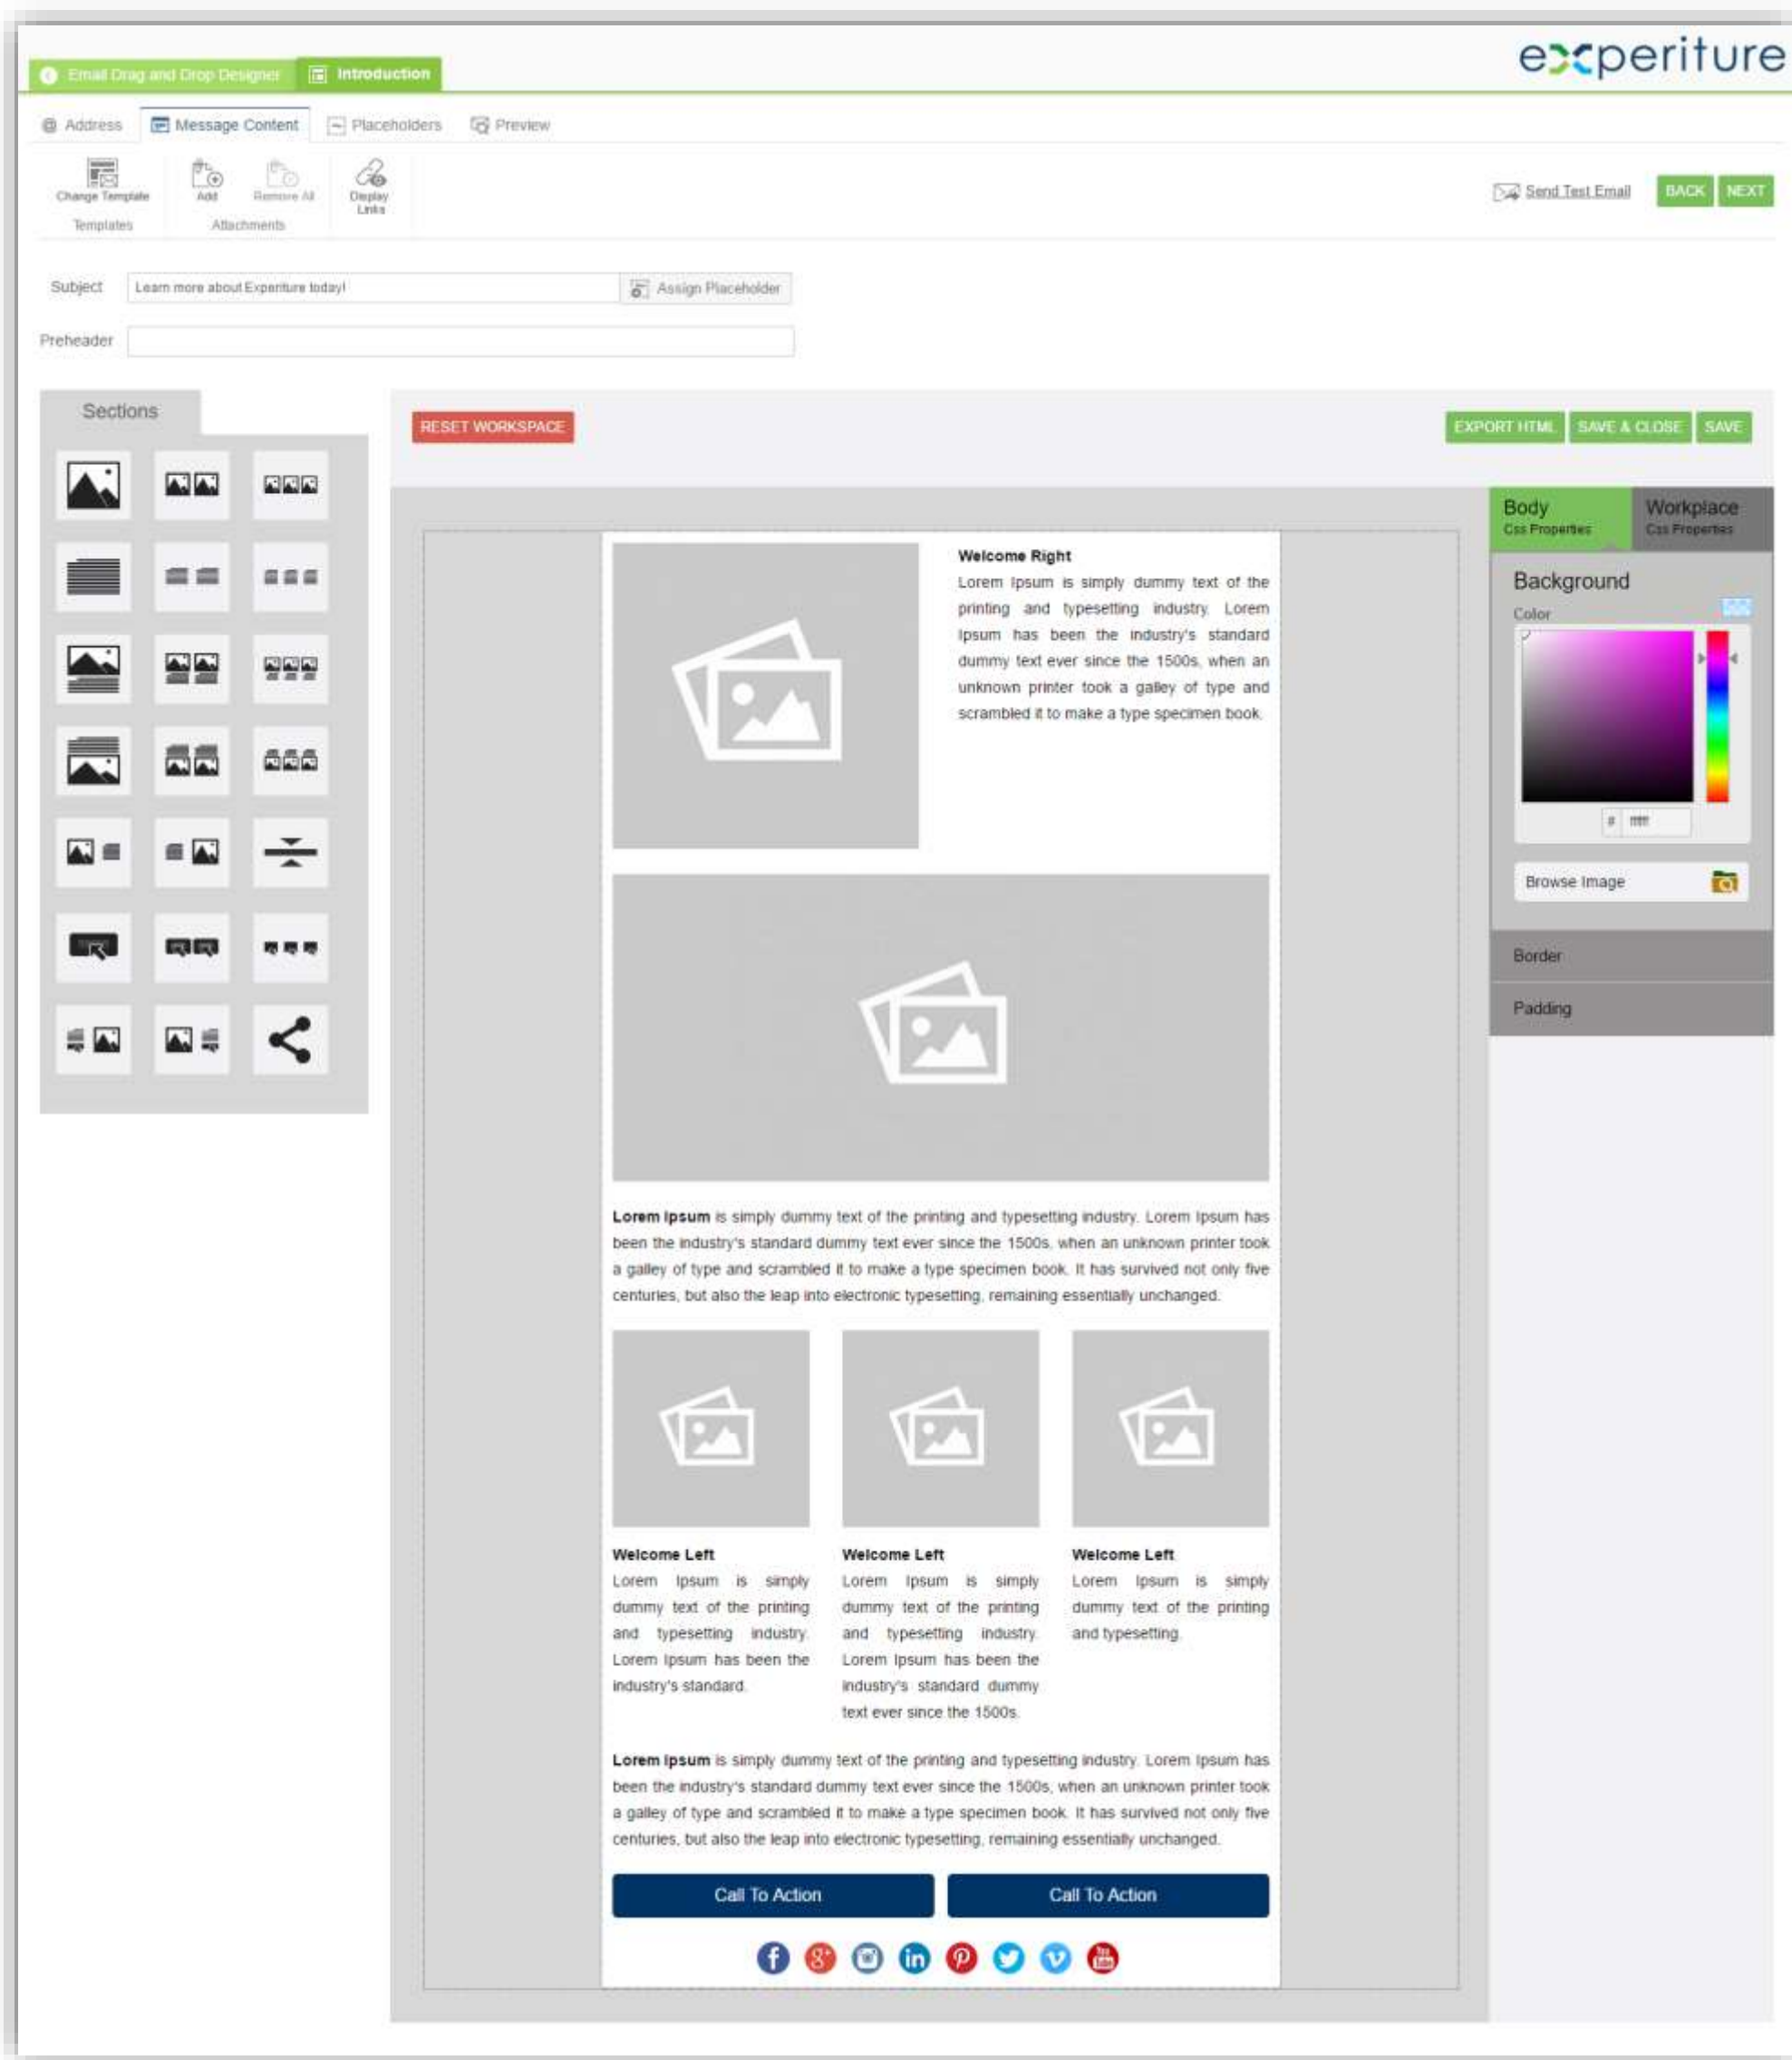 experiture
Email Drag and Drop Designer
Introduction
Address
Message Content
Placeholders
Preview
Change Template
Add
Remove All
Display
Links
Templates
Attachments
Send Test Email
BACK
NEXT
Subject
Learn more about Experiture today!
Assign Placeholder
Preheader
Sections
RESET WORKSPACE
EXPORT HTML
SAVE & CLOSE
SAVE
Body
Css Properties
Workplace
Css Properties
Background
Color
# ffffff
Browse Image
Border
Padding
Welcome Right
Lorem Ipsum is simply dummy text of the
printing and typesetting industry. Lorem
Ipsum has been the industry's standard
dummy text ever since the 1500s, when an
unknown printer took a galley of type and
scrambled it to make a type specimen book.
Lorem Ipsum is simply dummy text of the printing and typesetting industry. Lorem Ipsum has
been the industry's standard dummy text ever since the 1500s, when an unknown printer took
a galley of type and scrambled it to make a type specimen book. It has survived not only five
centuries, but also the leap into electronic typesetting, remaining essentially unchanged.
Welcome Left
Lorem Ipsum is simply
dummy text of the printing
and typesetting industry.
Lorem Ipsum has been the
industry's standard.
Welcome Left
Lorem Ipsum is simply
dummy text of the printing
and typesetting industry.
Lorem Ipsum has been the
industry's standard dummy
text ever since the 1500s.
Welcome Left
Lorem Ipsum is simply
dummy text of the printing
and typesetting.
Lorem Ipsum is simply dummy text of the printing and typesetting industry. Lorem Ipsum has
been the industry's standard dummy text ever since the 1500s, when an unknown printer took
a galley of type and scrambled it to make a type specimen book. It has survived not only five
centuries, but also the leap into electronic typesetting, remaining essentially unchanged.
Call To Action
Call To Action